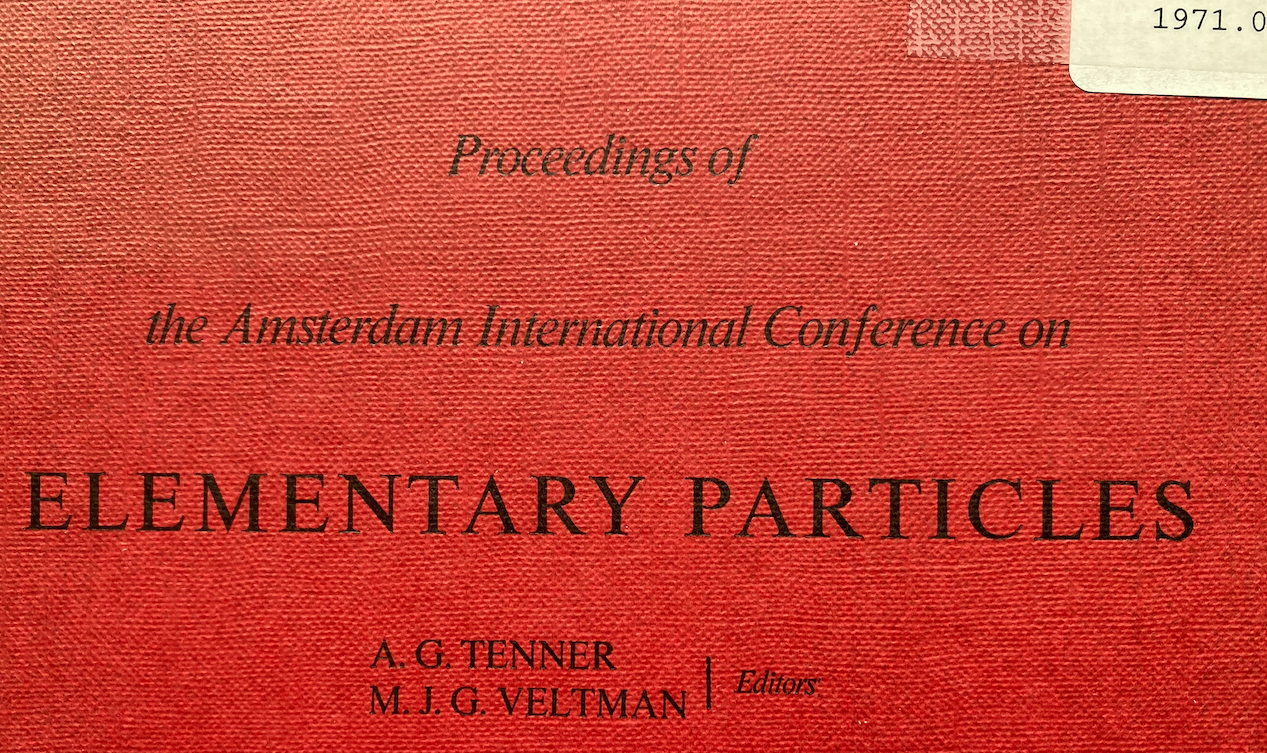 1971.0
Proceedings of
the Amsterdam International Conference on
ELEMENTARY PARTICLES
A. G. TENNER
M. J. G. VELTMAN
Editors